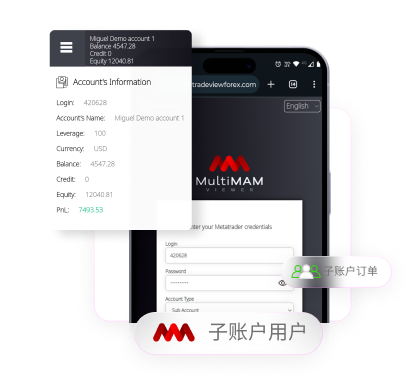 Miguel Demo account 1
Balance 4547.28
Credit 0
Equity 12040.81
Account's Information
Login: 420628
Account's Name: Miguel Demo account 1
Leverage: 100
Currency: USD
Balance: 4547.28
Credit: 0
Equity: 12040.81
PnL: 7493.53
tradeviewforex.com
English
MultiMAM
VIEWER
nter your Metatrader credentials
Login
420628
Password
Account Type
Sub Account
子账户订单
子账户用户